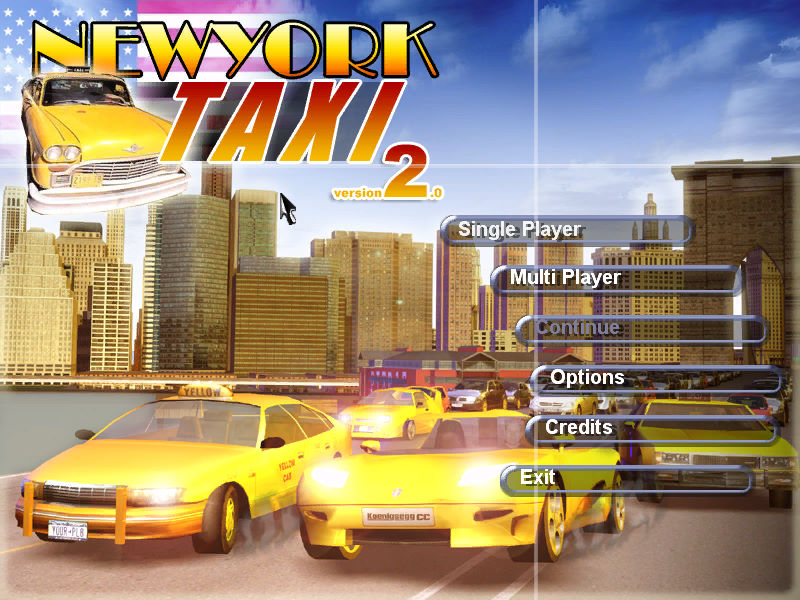 NEWYORK
TAXI
version 2.0
Single Player
Multi Player
Continue
Options
Credits
Exit
YELLOW
YELLOW
CAB
YOUR-PL8
Koenigsegg CC